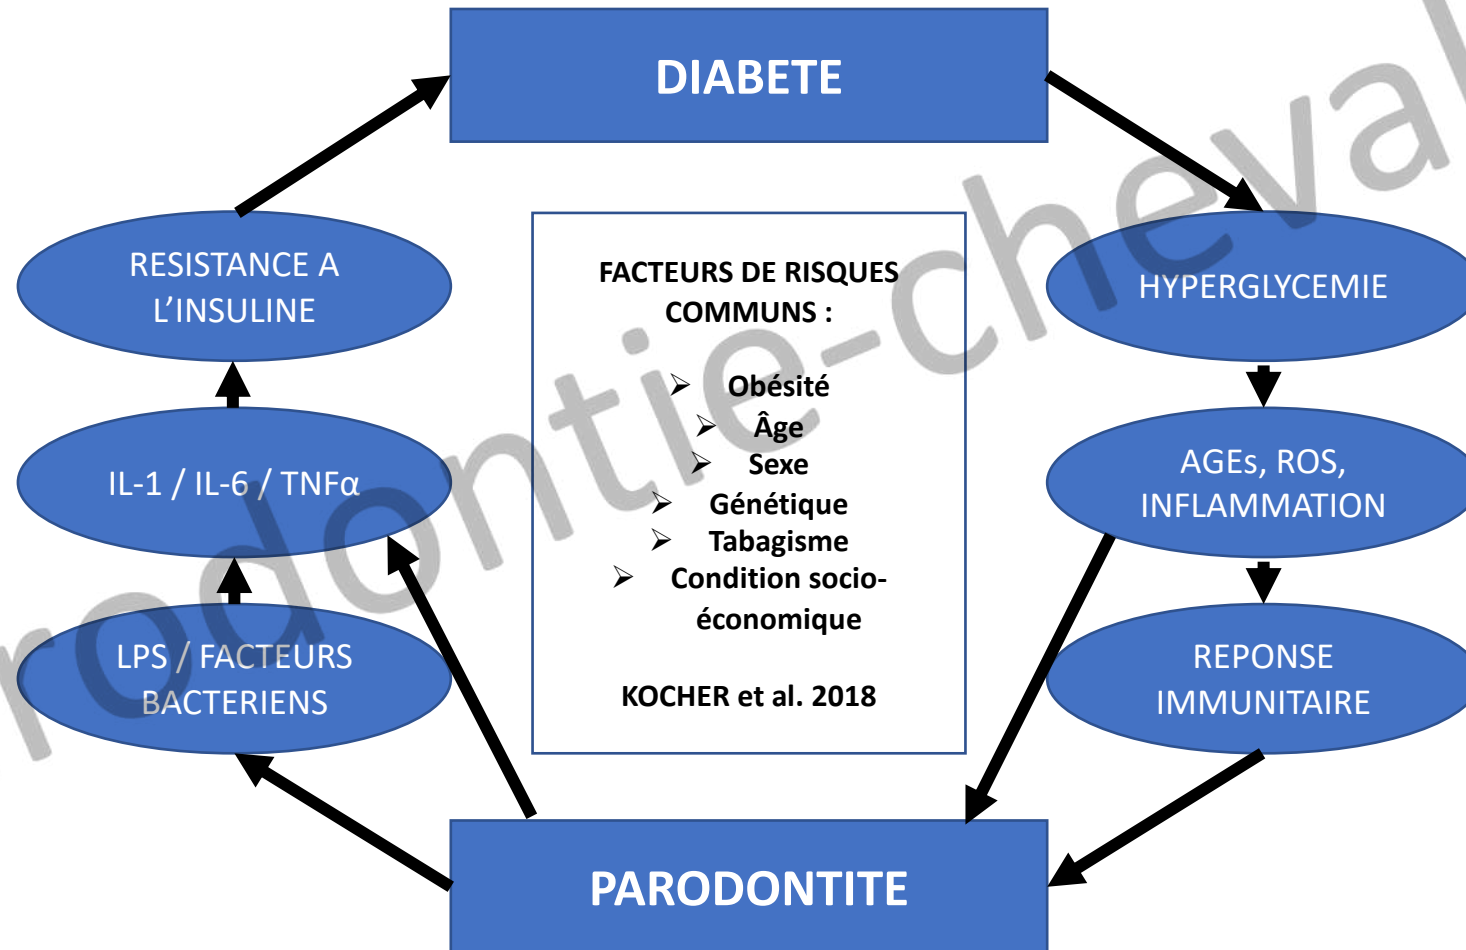 DIABETE
RESISTANCE A
L’INSULINE
HYPERGLYCEMIE
FACTEURS DE RISQUES
COMMUNS :
➢ Obésité
➢ Âge
➢ Sexe
➢ Génétique
➢ Tabagisme
➢ Condition socio-
économique
KOCHER et al. 2018
IL-1 / IL-6 / TNFα
AGEs, ROS,
INFLAMMATION
LPS / FACTEURS
BACTERIENS
REPONSE
IMMUNITAIRE
PARODONTITE
rodontie-cheval